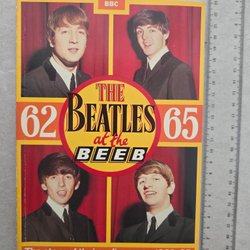 BBC
THE
BEATLES
62 65
at the
BEEB